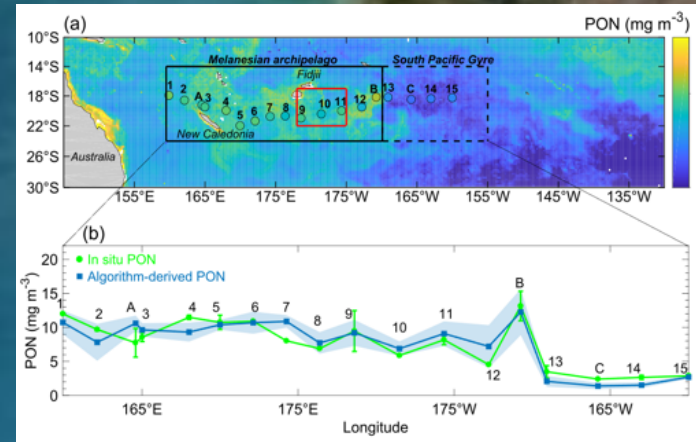 (a)
PON (mg m⁻³)
10°S
14°S
18°S
22°S
26°S
30°S
Melanesian archipelago
South Pacific Gyre
Fidjii
1 2 A 3 4 5 6 7 8 9 10 11 12 B 13 C 14 15
New Caledonia
Australia
155°E 165°E 175°E 175°W 165°W 155°W 145°W 135°W
(b)
In situ PON
Algorithm-derived PON
PON (mg m⁻³)
20
15
10
5
0
1 2 A 3 4 5 6 7 8 9 10 11 12 B 13 C 14 15
165°E 175°E 175°W 165°W
Longitude